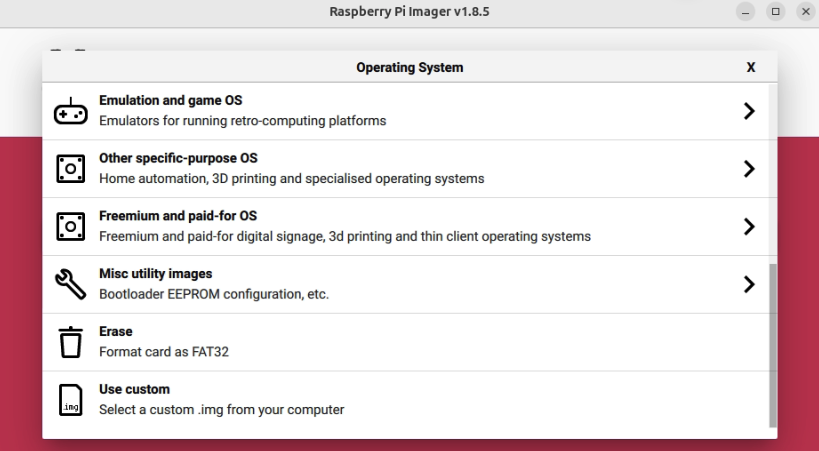 Raspberry Pi Imager v1.8.5
Operating System
X
Emulation and game OS
Emulators for running retro-computing platforms
Other specific-purpose OS
Home automation, 3D printing and specialised operating systems
Freemium and paid-for OS
Freemium and paid-for digital signage, 3d printing and thin client operating systems
Misc utility images
Bootloader EEPROM configuration, etc.
Erase
Format card as FAT32
Use custom
.img
Select a custom .img from your computer